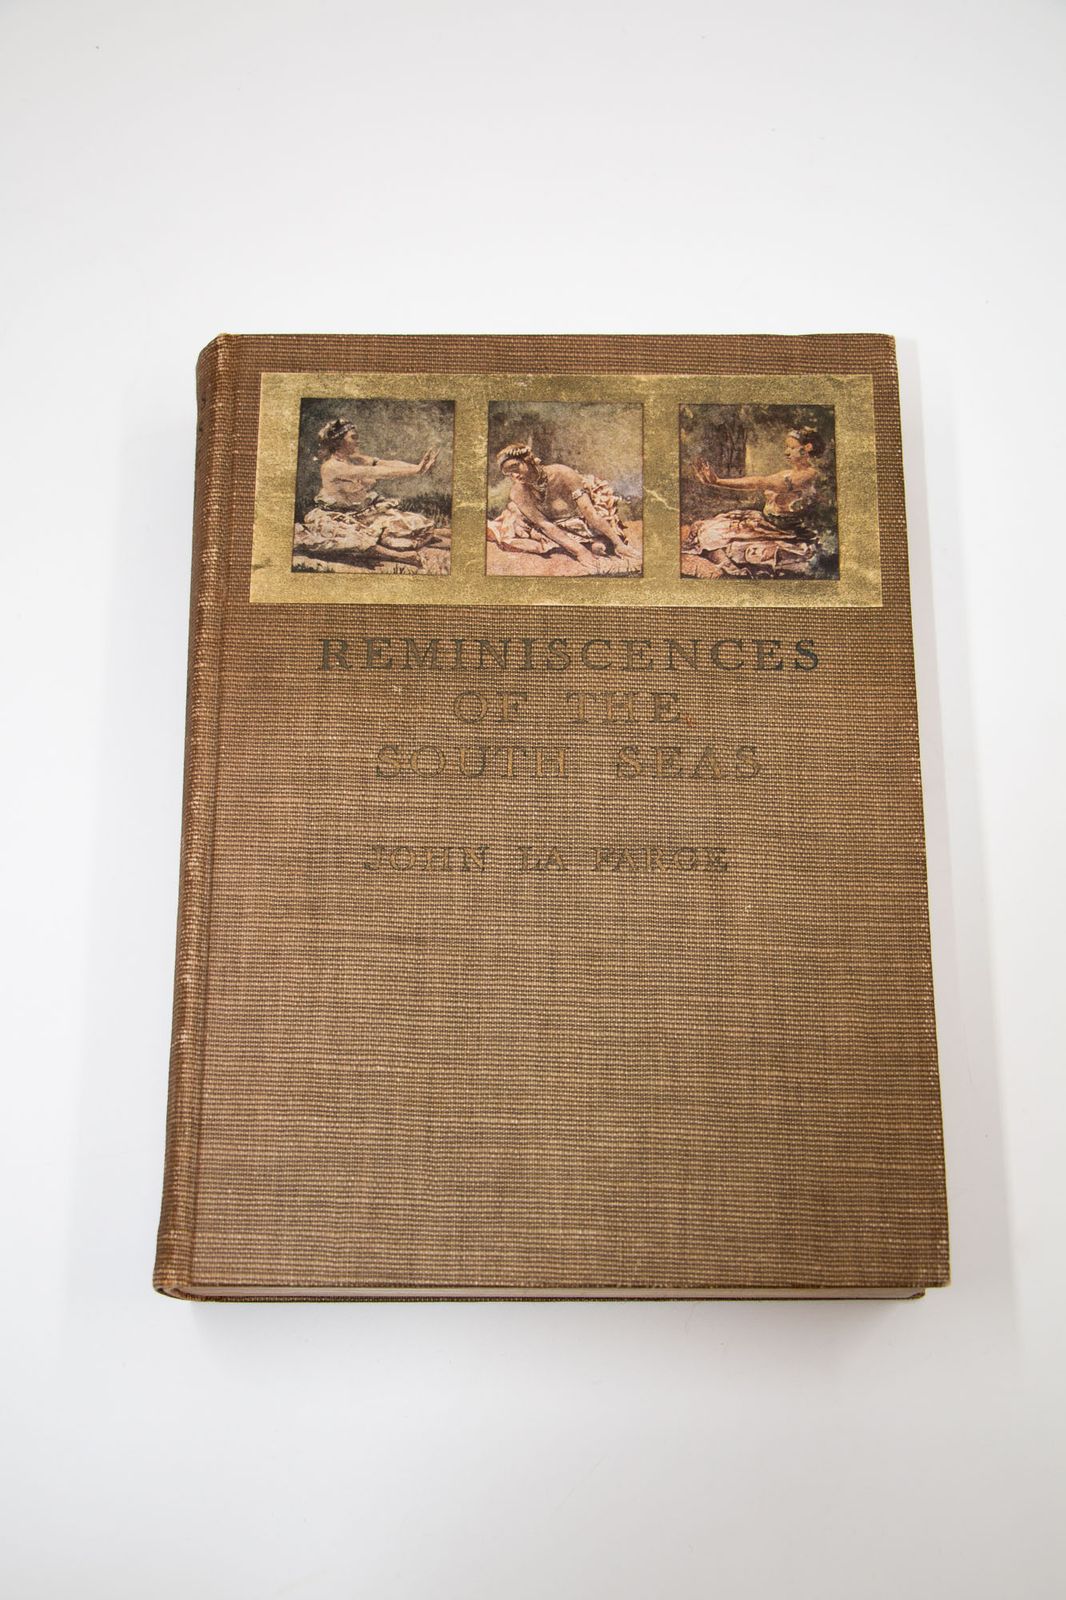 REMINISCENCES
OF THE
SOUTH SEAS
JOHN LA FARGE